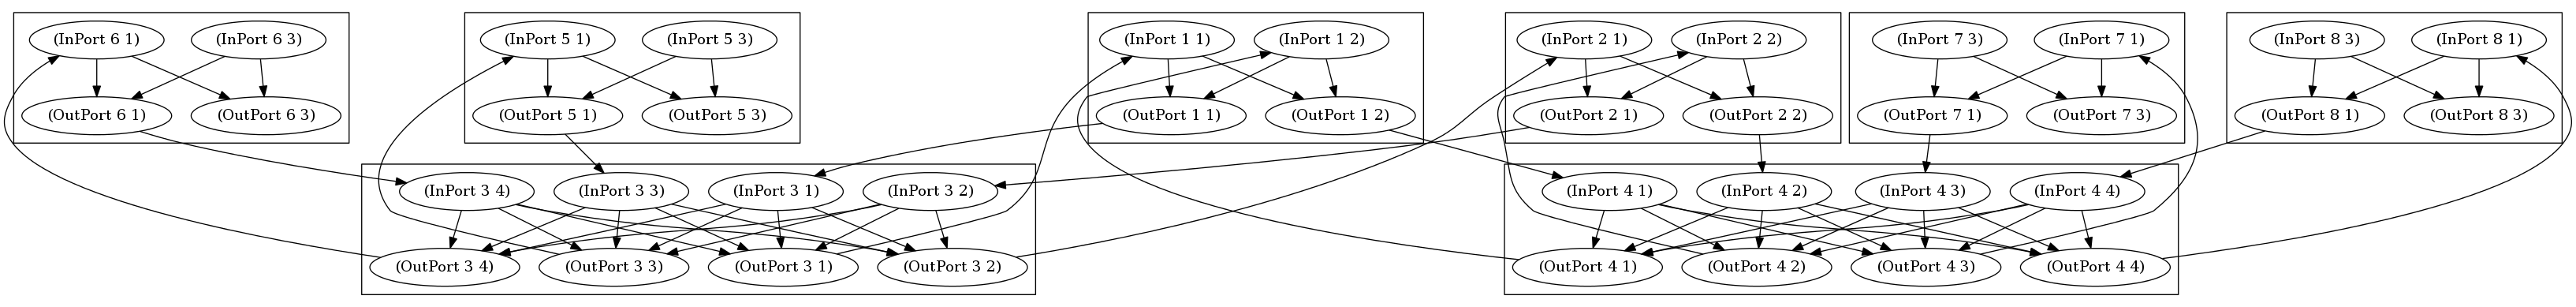 (InPort 6 1) (InPort 6 3) (InPort 5 1) (InPort 5 3) (InPort 1 1) (InPort 1 2) (InPort 2 1) (InPort 2 2) (InPort 7 3) (InPort 7 1) (InPort 8 3) (InPort 8 1)
(OutPort 6 1) (OutPort 6 3) (OutPort 5 1) (OutPort 5 3) (OutPort 1 1) (OutPort 1 2) (OutPort 2 1) (OutPort 2 2) (OutPort 7 1) (OutPort 7 3) (OutPort 8 1) (OutPort 8 3)
(InPort 3 4) (InPort 3 3) (InPort 3 1) (InPort 3 2) (InPort 4 1) (InPort 4 2) (InPort 4 3) (InPort 4 4)
(OutPort 3 4) (OutPort 3 3) (OutPort 3 1) (OutPort 3 2) (OutPort 4 1) (OutPort 4 2) (OutPort 4 3) (OutPort 4 4)